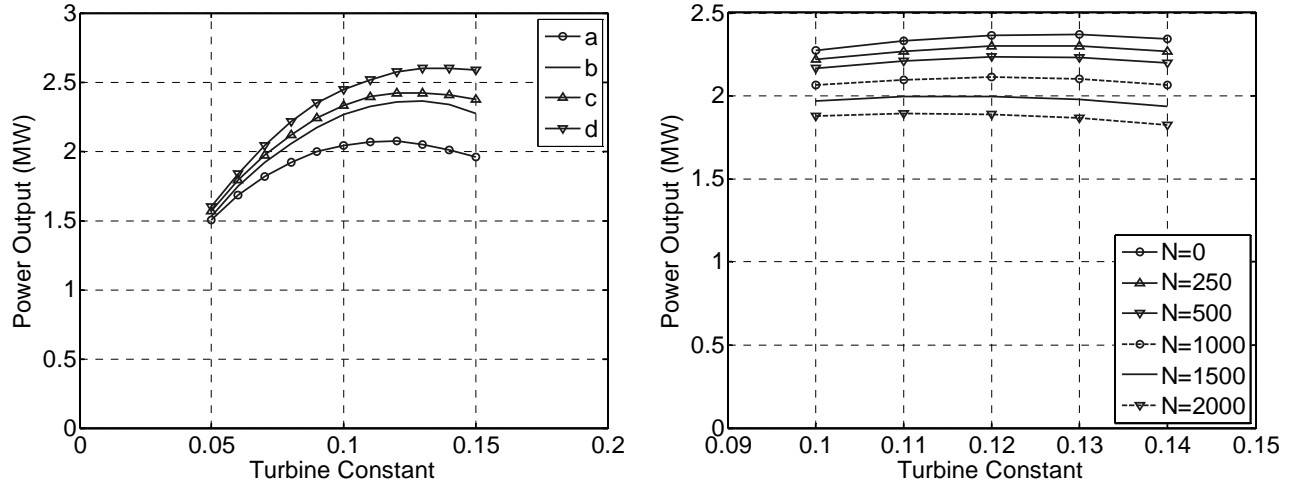 3
2.5
2
1.5
1
0.5
0
0
0.05
0.1
0.15
0.2
Power Output (MW)
Turbine Constant
a
b
c
d
2.5
2
1.5
1
0.5
0
0.09
0.1
0.11
0.12
0.13
0.14
0.15
Power Output (MW)
Turbine Constant
N=0
N=250
N=500
N=1000
N=1500
N=2000